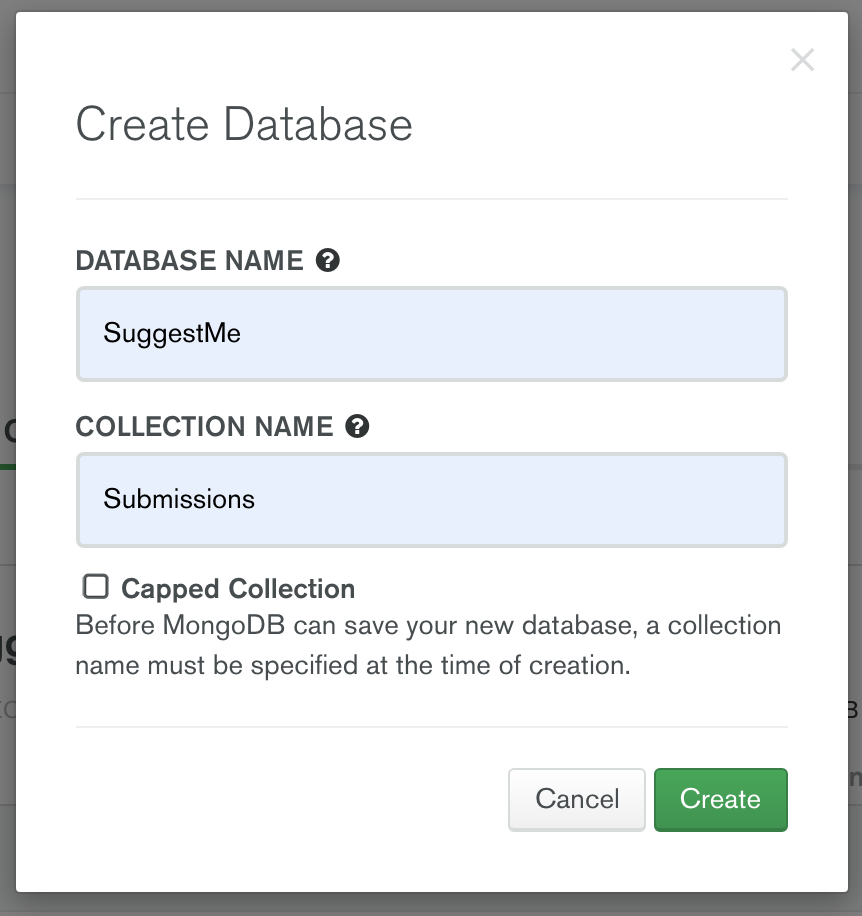 Create Database
DATABASE NAME ?
SuggestMe
COLLECTION NAME ?
Submissions
Capped Collection
Before MongoDB can save your new database, a collection
name must be specified at the time of creation.
Cancel
Create